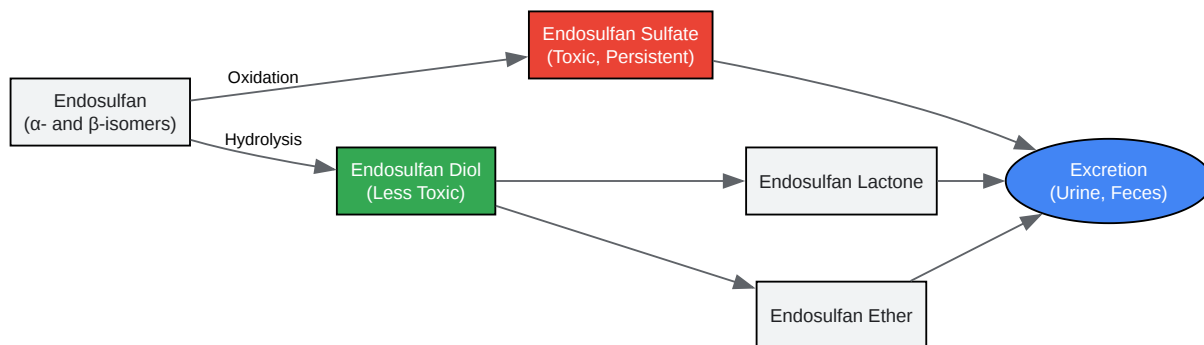 Endosulfan Sulfate
(Toxic, Persistent)
Oxidation
Endosulfan
(α- and β-isomers)
Hydrolysis
Endosulfan Diol
(Less Toxic)
Endosulfan Lactone
Excretion
(Urine, Feces)
Endosulfan Ether